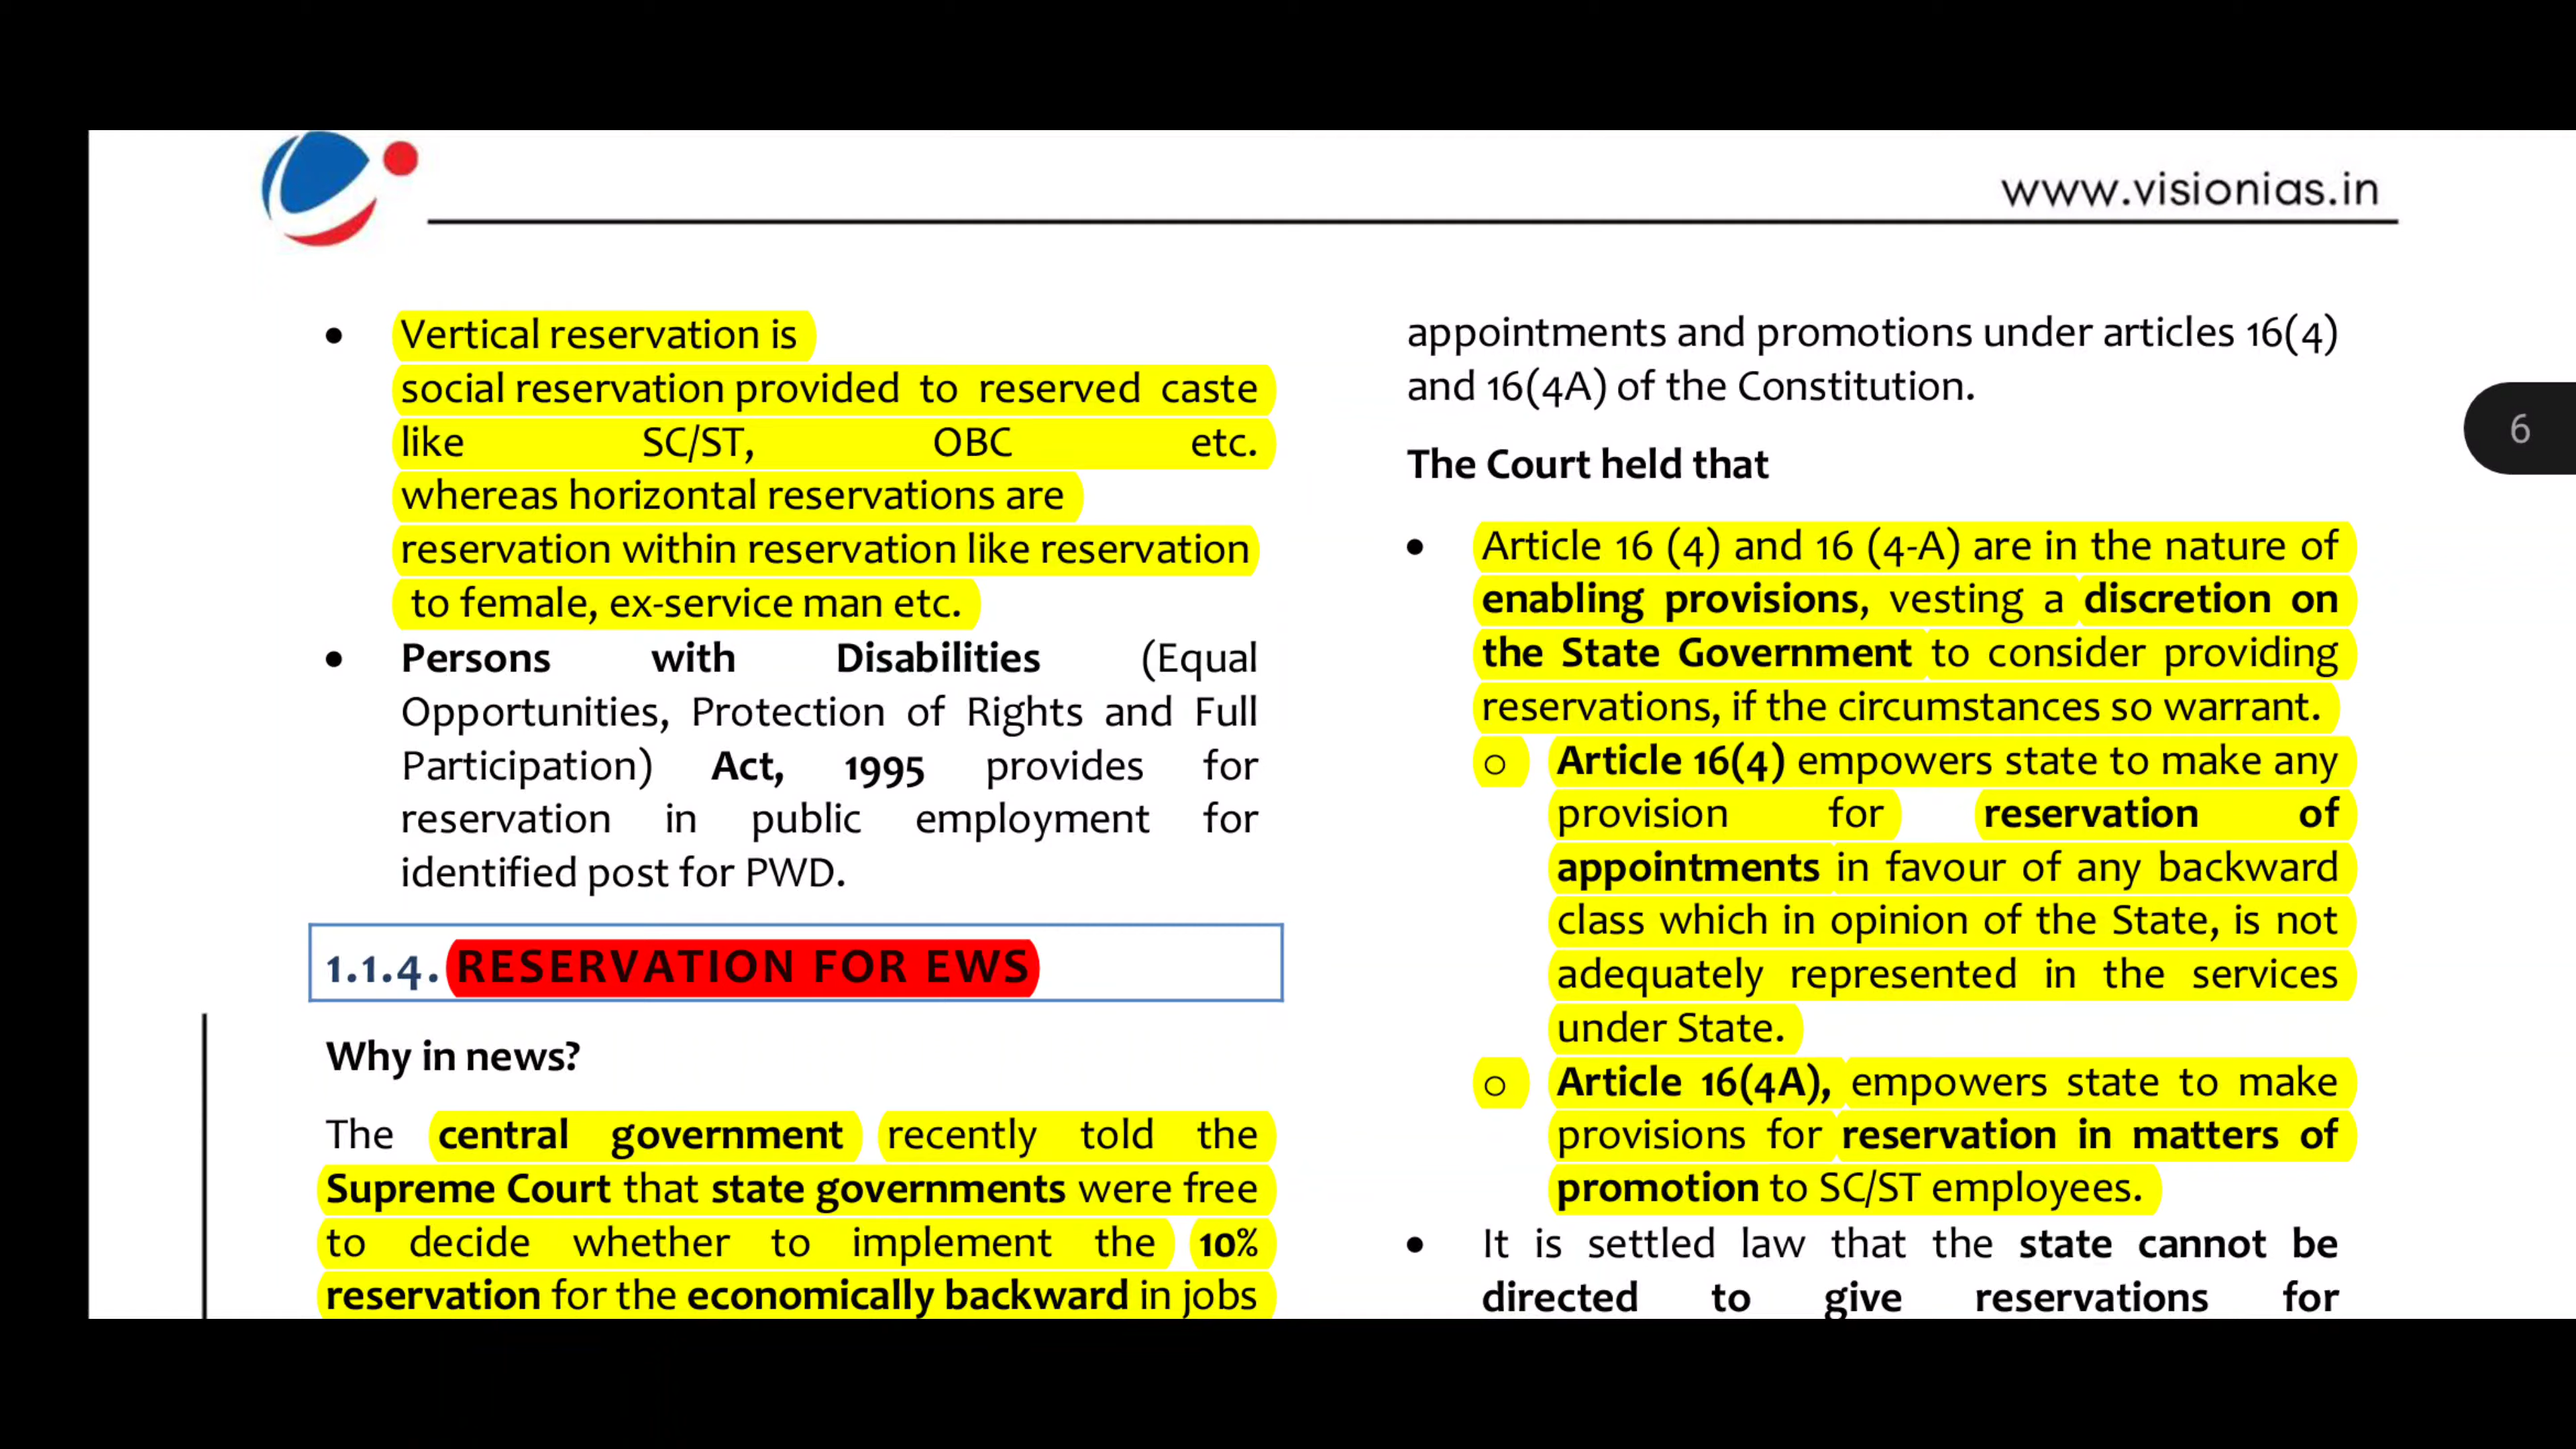 www.visionias.in
• Vertical reservation is
social reservation provided to reserved caste
like SC/ST, OBC etc.
whereas horizontal reservations are
reservation within reservation like reservation
to female, ex-service man etc.
• Persons with Disabilities (Equal
Opportunities, Protection of Rights and Full
Participation) Act, 1995 provides for
reservation in public employment for
identified post for PWD.
1.1.4. RESERVATION FOR EWS
Why in news?
The central government recently told the
Supreme Court that state governments were free
to decide whether to implement the 10%
reservation for the economically backward in jobs
appointments and promotions under articles 16(4)
and 16(4A) of the Constitution.
The Court held that
• Article 16 (4) and 16 (4-A) are in the nature of
enabling provisions, vesting a discretion on
the State Government to consider providing
reservations, if the circumstances so warrant.
o Article 16(4) empowers state to make any
provision for reservation of
appointments in favour of any backward
class which in opinion of the State, is not
adequately represented in the services
under State.
o Article 16(4A), empowers state to make
provisions for reservation in matters of
promotion to SC/ST employees.
• It is settled law that the state cannot be
directed to give reservations for
6